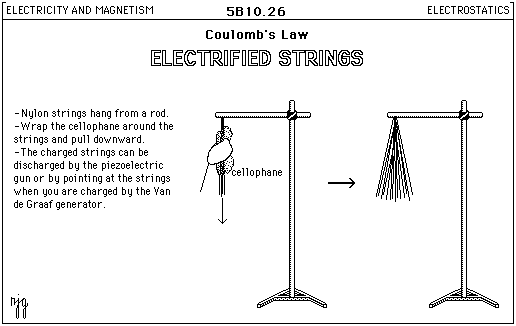 ELECTRICITY AND MAGNETISM 5B10.26 ELECTROSTATICS
Coulomb's Law
ELECTRIFIED STRINGS
-Nylon strings hang from a rod.
-Wrap the cellophane around the
strings and pull downward.
-The charged strings can be
discharged by the piezoelectric
gun or by pointing at the strings
when you are charged by the Van
de Graaf generator.
cellophane
njg